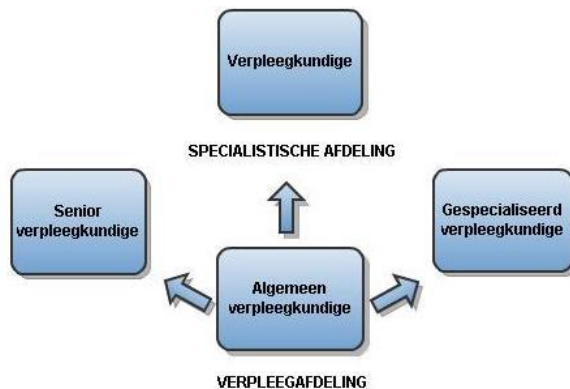 Verpleegkundige
SPECIALISTISCHE AFDELING
Senior
verpleegkundige
Gespecialiseerd
verpleegkundige
Algemeen
verpleegkundige
VERPLEEGAFDELING